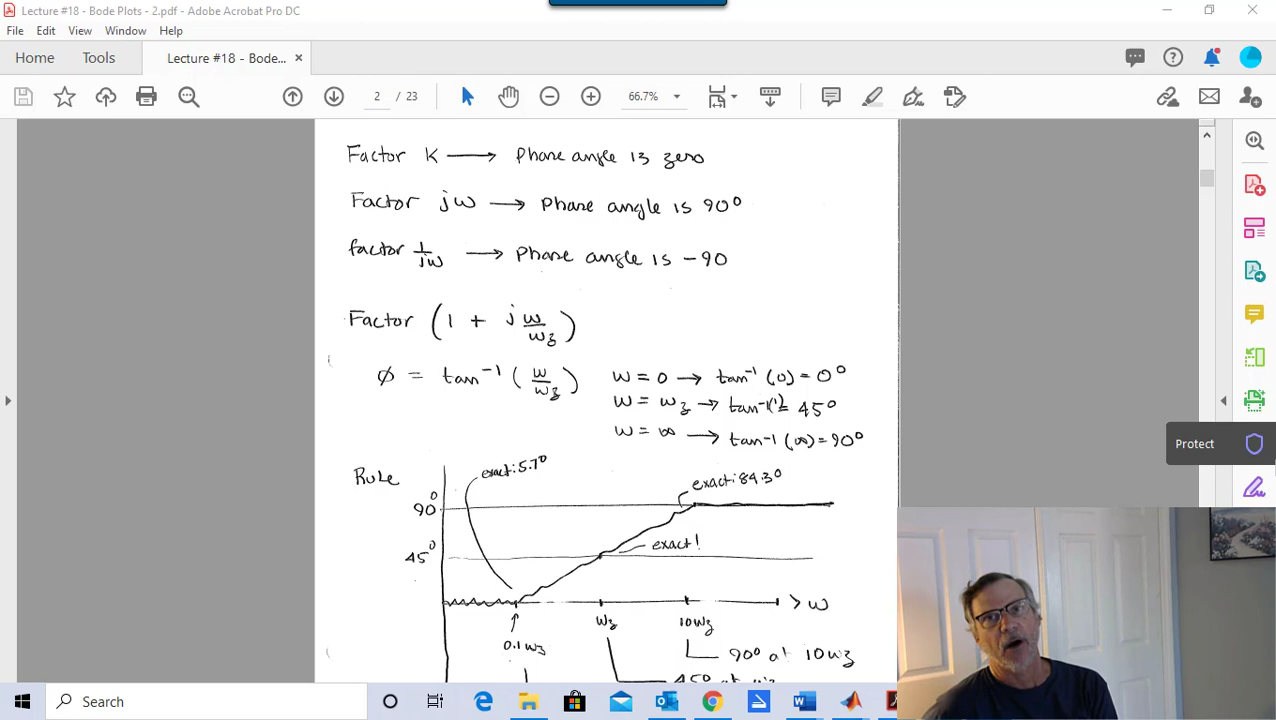 Lecture #18 - Bode Plots - 2.pdf - Adobe Acrobat Pro DC
File Edit View Window Help
Home Tools Lecture #18 - Bode... ×
2 / 23 66.7%
Factor K → Phase angle is zero
Factor jω → Phase angle is 90°
factor 1/jω → Phase angle is -90
Factor (1 + j ω/ωz)
φ = tan⁻¹ (ω/ωz)
ω = 0 → tan⁻¹ (0) = 0°
ω = ωz → tan⁻¹(1) = 45°
ω = ∞ → tan⁻¹ (∞) = 90°
Protect
Rule
exact: 5.7°
exact: 84.3°
90°
45°
exact!
> ω
0.1ωz
ωz
10ωz
90° at 10ωz
45° at ωz
Search